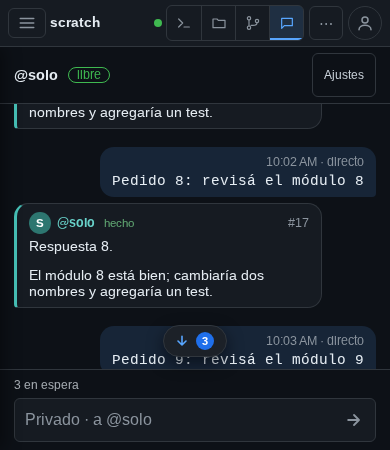 scratch
@solo libre Ajustes
nombres y agregaría un test.
10:02 AM · directo
Pedido 8: revisá el módulo 8
S @solo hecho #17
Respuesta 8.
El módulo 8 está bien; cambiaría dos
nombres y agregaría un test.
10:03 AM · directo
Pedido 9: revisá el módulo 9
3
3 en espera
Privado · a @solo